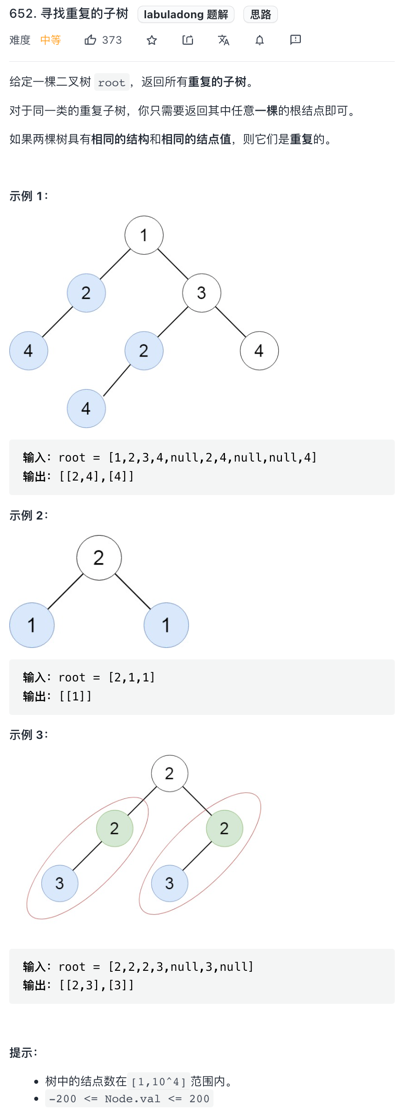 652. 寻找重复的子树 labuladong 题解 思路
难度 中等 373
给定一棵二叉树 root，返回所有重复的子树。
对于同一类的重复子树，你只需要返回其中任意一棵的根结点即可。
如果两棵树具有相同的结构和相同的结点值，则它们是重复的。
示例 1：
1
2 3
4 2 4
4
输入：root = [1,2,3,4,null,2,4,null,null,4]
输出：[[2,4],[4]]
示例 2：
2
1 1
输入：root = [2,1,1]
输出：[[1]]
示例 3：
2
2 2
3 3
输入：root = [2,2,2,3,null,3,null]
输出：[[2,3],[3]]
提示：
• 树中的结点数在[1,10^4]范围内。
• -200 <= Node.val <= 200